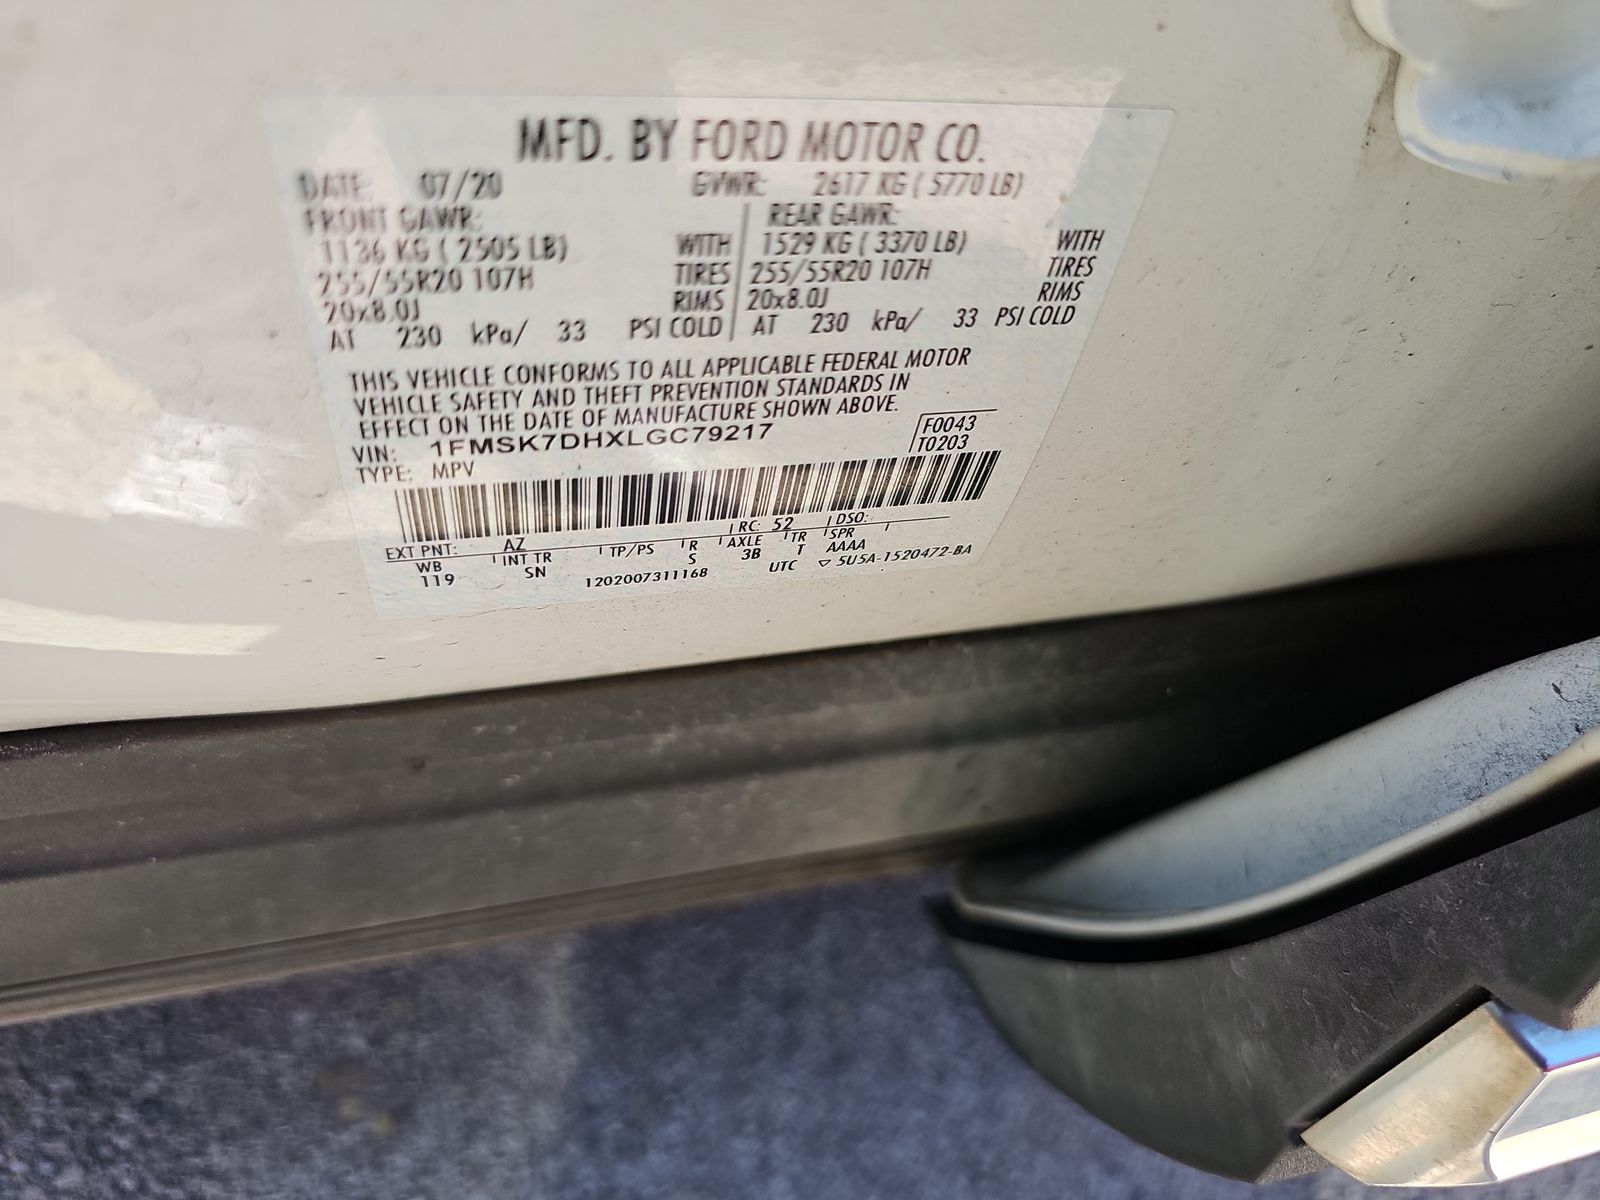 MFD. BY FORD MOTOR CO.
DATE: 07/20 GVWR: 2617 KG ( 5770 LB)
FRONT GAWR: REAR GAWR:
1136 KG ( 2505 LB) WITH 1529 KG ( 3370 LB) WITH
255/55R20 107H TIRES 255/55R20 107H TIRES
20x8.0J RIMS 20x8.0J RIMS
AT 230 kPa/ 33 PSI COLD AT 230 kPa/ 33 PSI COLD
THIS VEHICLE CONFORMS TO ALL APPLICABLE FEDERAL MOTOR
VEHICLE SAFETY AND THEFT PREVENTION STANDARDS IN
EFFECT ON THE DATE OF MANUFACTURE SHOWN ABOVE.
VIN: 1FMSK7DHXLGC79217 F0043
TYPE: MPV T0203
EXT PNT: AZ RC: 52 DSO:
WB INT TR TP/PS R AXLE TR SPR
119 SN S 3B T AAAA
1202007311168 UTC ▽ 5U5A-1520472-BA